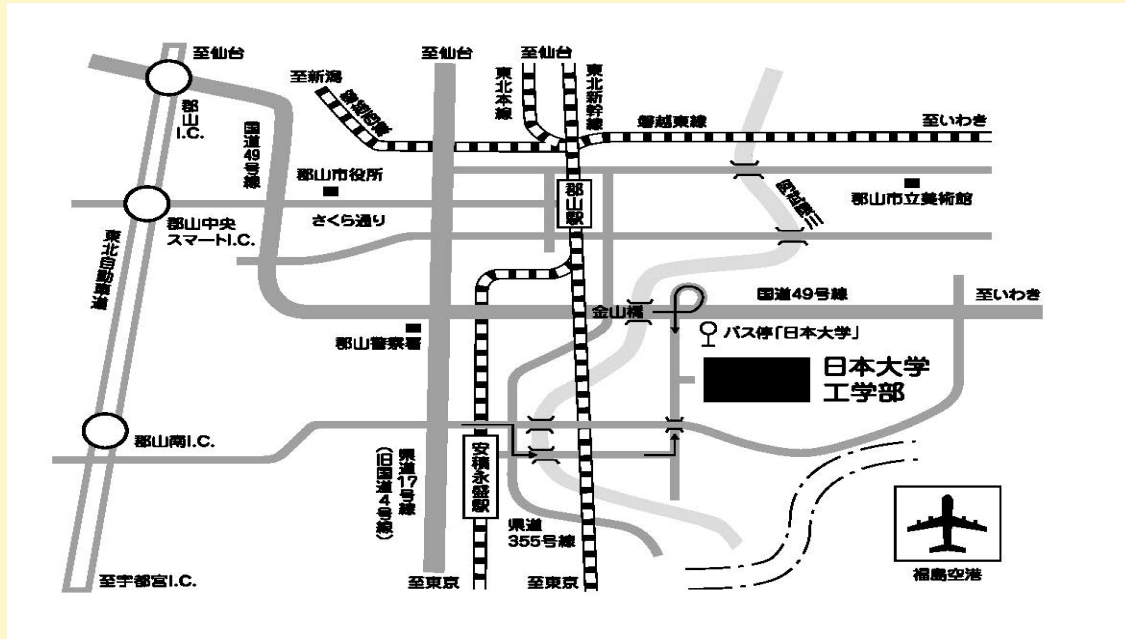 至仙台
至仙台
至仙台
至新潟
東北本線
東北新幹線
磐越西線
磐越東線
至いわき
郡山
I.C.
国道49号線
郡山市役所
郡山駅
郡山市立美術館
さくら通り
郡山中央
スマートI.C.
阿武隈川
東北自動車道
国道49号線
至いわき
金山橋
バス停「日本大学」
郡山警察署
日本大学
工学部
郡山南I.C.
安積永盛駅
県道17号線
(旧国道4号線)
県道
355号線
至宇都宮I.C.
至東京
至東京
福島空港